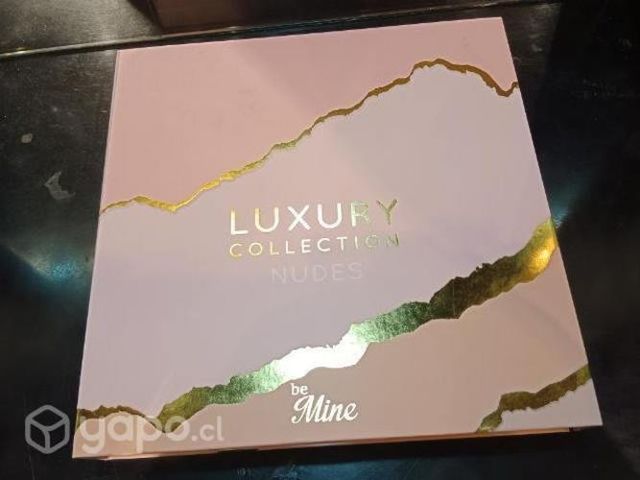 LUXURY
COLLECTION
NUDES
be
Mine
yapo.cl